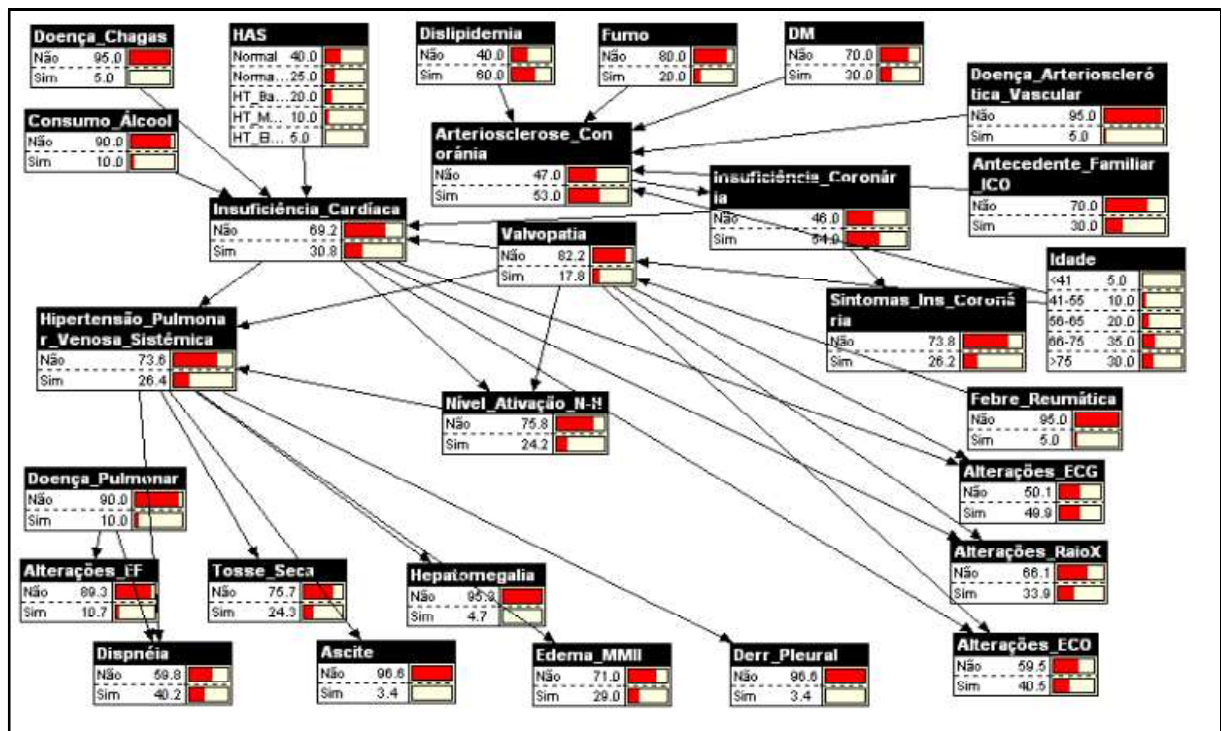 Doença_Chagas
Não 95.0
Sim 5.0
HAS
Normal 40.0
Norma... 25.0
HT_Ba... 20.0
HT_M... 10.0
HT_El... 5.0
Dislipidemia
Não 40.0
Sim 60.0
Fumo
Não 80.0
Sim 20.0
DM
Não 70.0
Sim 30.0
Doença_Arterioscleró
tica_Vascular
Não 95.0
Sim 5.0
Consumo_Álcool
Não 90.0
Sim 10.0
Arteriosclerose_Con
oránia
Não 47.0
Sim 53.0
Antecedente_Familiar
_ICO
Não 70.0
Sim 30.0
Insuficiência_Coronár
ia
Não 46.0
Sim 54.0
Insuficiência_Cardíaca
Não 69.2
Sim 30.8
Valvopatia
Não 82.2
Sim 17.8
Idade
<41 5.0
41-55 10.0
56-65 20.0
66-75 35.0
>75 30.0
Sintomas_Ins_Coroná
ria
Não 73.8
Sim 26.2
Hipertensão_Pulmona
r_Venosa_Sistêmica
Não 73.6
Sim 26.4
Nível_Ativação_N-H
Não 75.8
Sim 24.2
Febre_Reumática
Não 95.0
Sim 5.0
Alterações_ECG
Não 50.1
Sim 49.9
Doença_Pulmonar
Não 90.0
Sim 10.0
Alterações_RaioX
Não 66.1
Sim 33.9
Alterações_EF
Não 89.3
Sim 10.7
Tosse_Seca
Não 75.7
Sim 24.3
Hepatomegalia
Não 95.3
Sim 4.7
Alterações_ECO
Não 59.5
Sim 40.5
Dispnéia
Não 59.8
Sim 40.2
Ascite
Não 96.6
Sim 3.4
Edema_MMII
Não 71.0
Sim 29.0
Derr_Pleural
Não 96.6
Sim 3.4